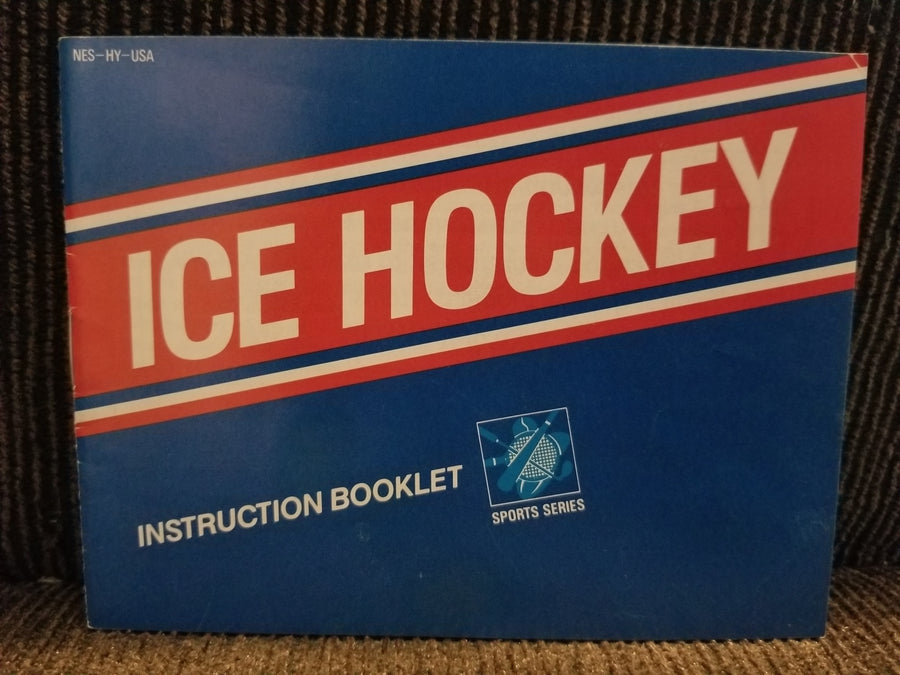 NES-HY-USA
ICE HOCKEY
INSTRUCTION BOOKLET
SPORTS SERIES